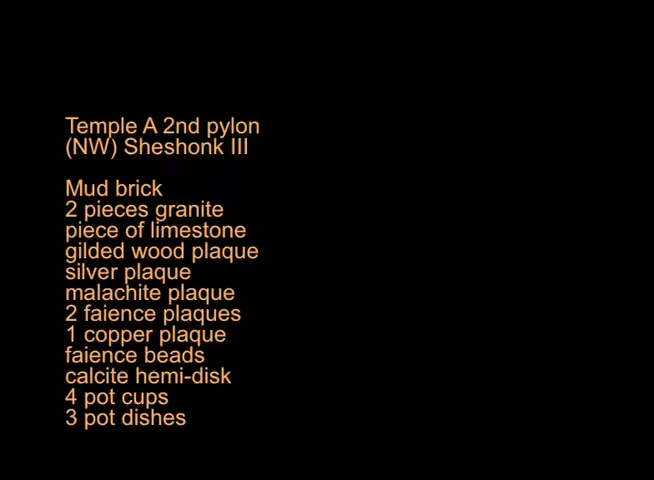 Temple A 2nd pylon
(NW) Sheshonk III
Mud brick
2 pieces granite
piece of limestone
gilded wood plaque
silver plaque
malachite plaque
2 faience plaques
1 copper plaque
faience beads
calcite hemi-disk
4 pot cups
3 pot dishes